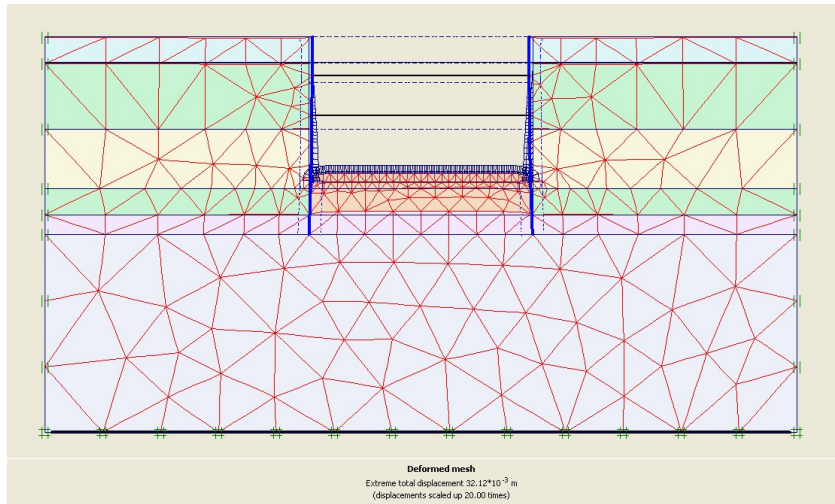 Deformed mesh
Extreme total displacement 32.12*10⁻³ m
(displacements scaled up 20.00 times)